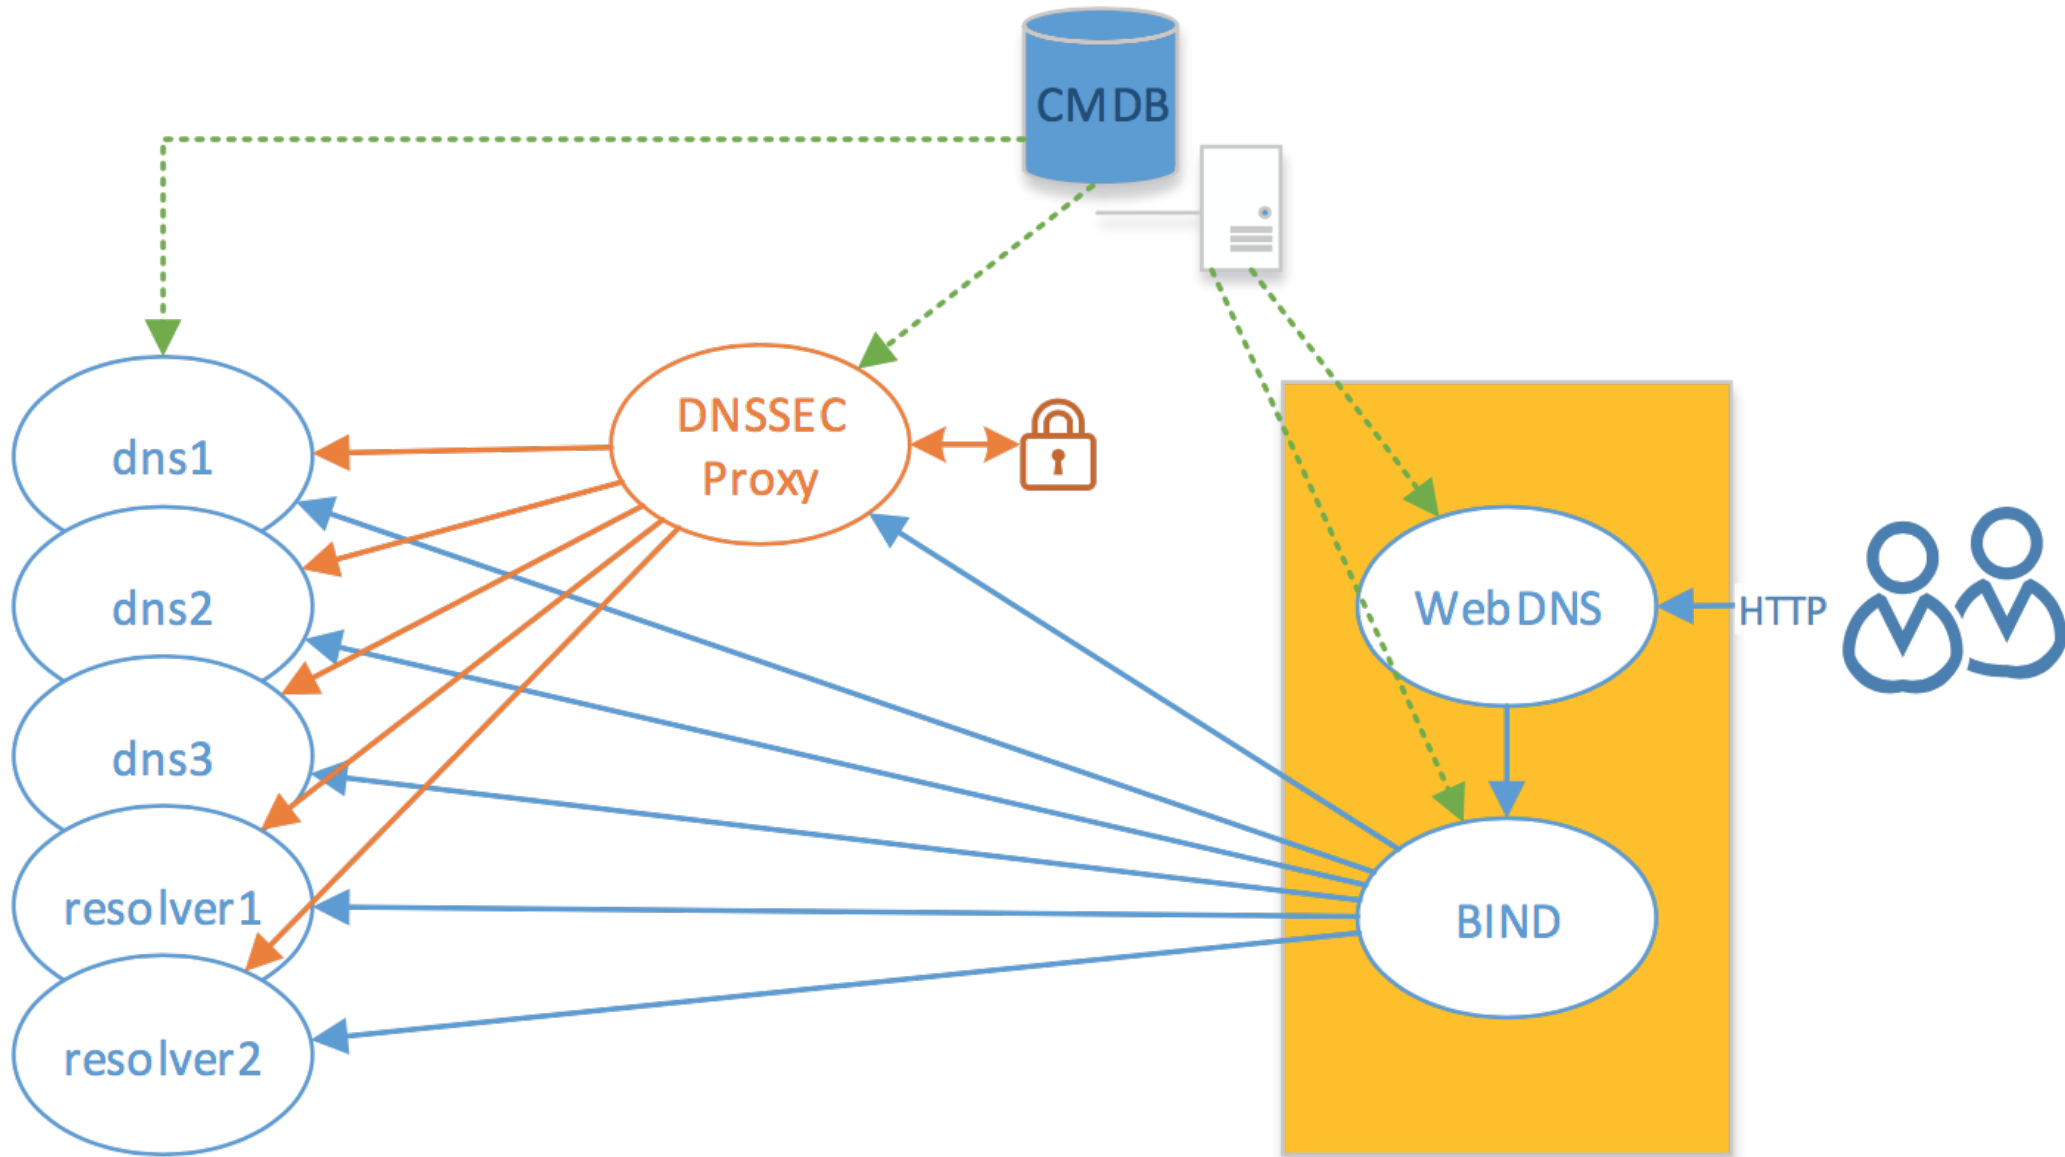 CMDB
DNSSEC
Proxy
dns1
dns2
dns3
resolver1
resolver2
WebDNS
HTTP
BIND